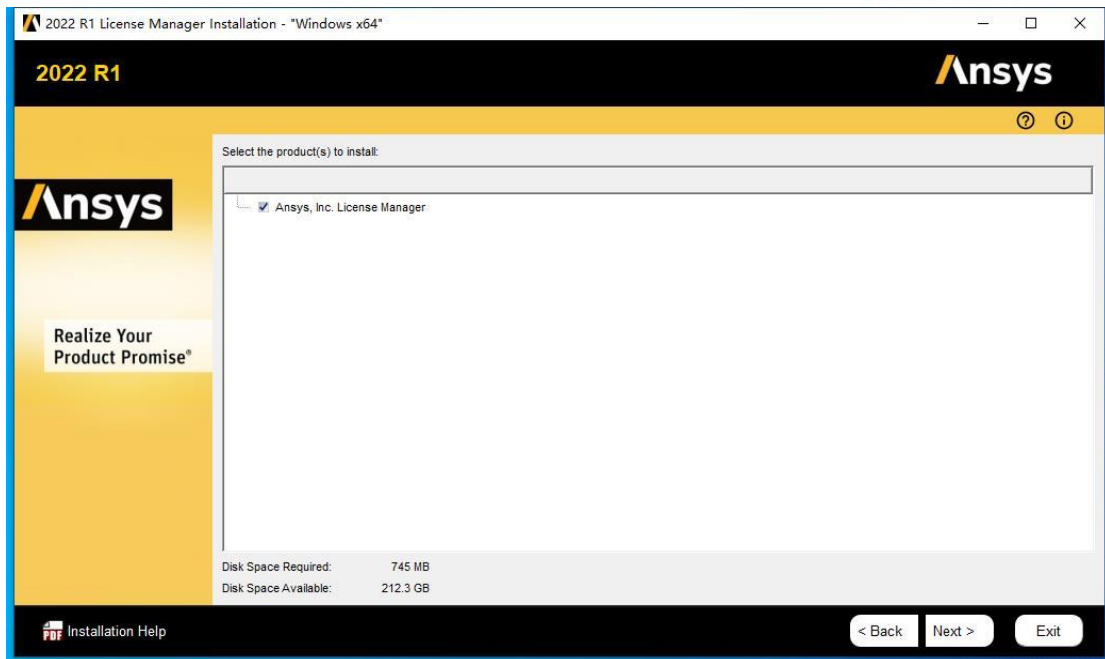 2022 R1 License Manager Installation - "Windows x64"
2022 R1
Ansys
Select the product(s) to install:
Ansys
Ansys, Inc. License Manager
Realize Your
Product Promise®
Disk Space Required: 745 MB
Disk Space Available: 212.3 GB
PDF Installation Help
< Back Next > Exit